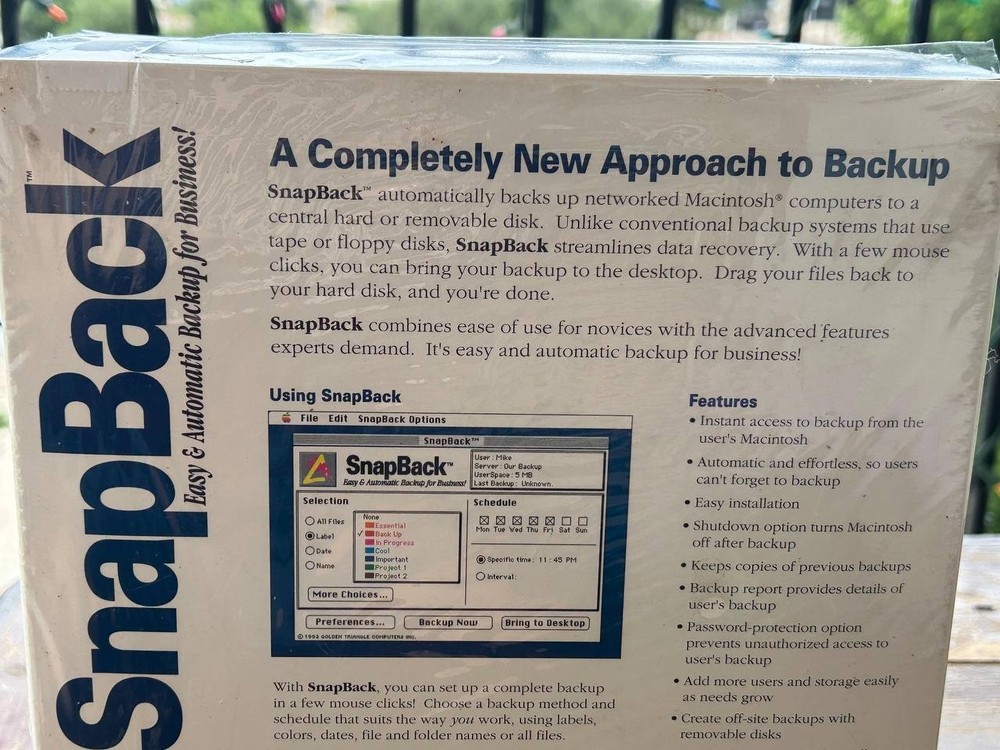 SnapBack™
Easy & Automatic Backup for Business!
A Completely New Approach to Backup
SnapBack™ automatically backs up networked Macintosh® computers to a
central hard or removable disk. Unlike conventional backup systems that use
tape or floppy disks, SnapBack streamlines data recovery. With a few mouse
clicks, you can bring your backup to the desktop. Drag your files back to
your hard disk, and you're done.
SnapBack combines ease of use for novices with the advanced features
experts demand. It's easy and automatic backup for business!
Using SnapBack
File Edit SnapBack Options
SnapBack™
SnapBack™
Easy & Automatic Backup for Business!
User : Mike
Server : Our Backup
UserSpace : 5 MB
Last Backup : Unknown.
Selection
All Files
Label
Date
Name
None
Essential
✓ Back Up
In Progress
Cool
Important
Project 1
Project 2
More Choices...
Schedule
Mon Tue Wed Thu Fri Sat Sun
Specific time: 11:45 PM
Interval:
Preferences...
Backup Now
Bring to Desktop
© 1992 GOLDEN TRIANGLE COMPUTERS INC.
With SnapBack, you can set up a complete backup
in a few mouse clicks! Choose a backup method and
schedule that suits the way you work, using labels,
colors, dates, file and folder names or all files.
Features
• Instant access to backup from the
user's Macintosh
• Automatic and effortless, so users
can't forget to backup
• Easy installation
• Shutdown option turns Macintosh
off after backup
• Keeps copies of previous backups
• Backup report provides details of
user's backup
• Password-protection option
prevents unauthorized access to
user's backup
• Add more users and storage easily
as needs grow
• Create off-site backups with
removable disks